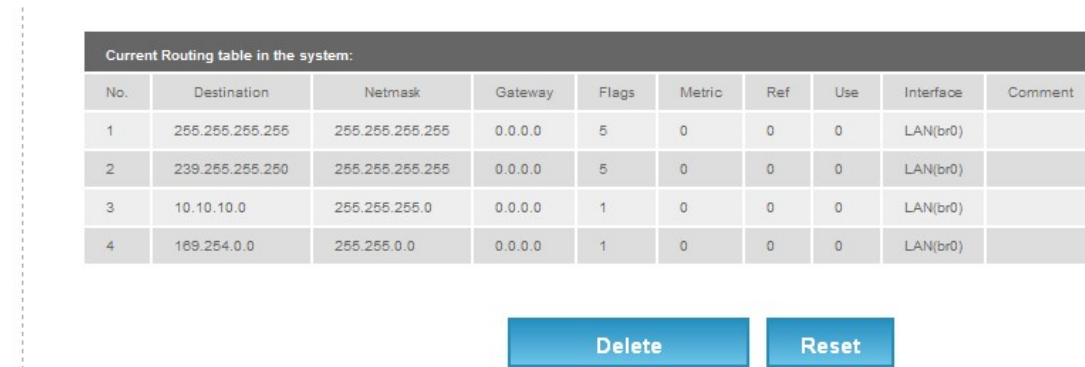 Current Routing table in the system:
No. Destination Netmask Gateway Flags Metric Ref Use Interface Comment
1 255.255.255.255 255.255.255.255 0.0.0.0 5 0 0 0 LAN(br0)
2 239.255.255.250 255.255.255.255 0.0.0.0 5 0 0 0 LAN(br0)
3 10.10.10.0 255.255.255.0 0.0.0.0 1 0 0 0 LAN(br0)
4 169.254.0.0 255.255.0.0 0.0.0.0 1 0 0 0 LAN(br0)
Delete Reset